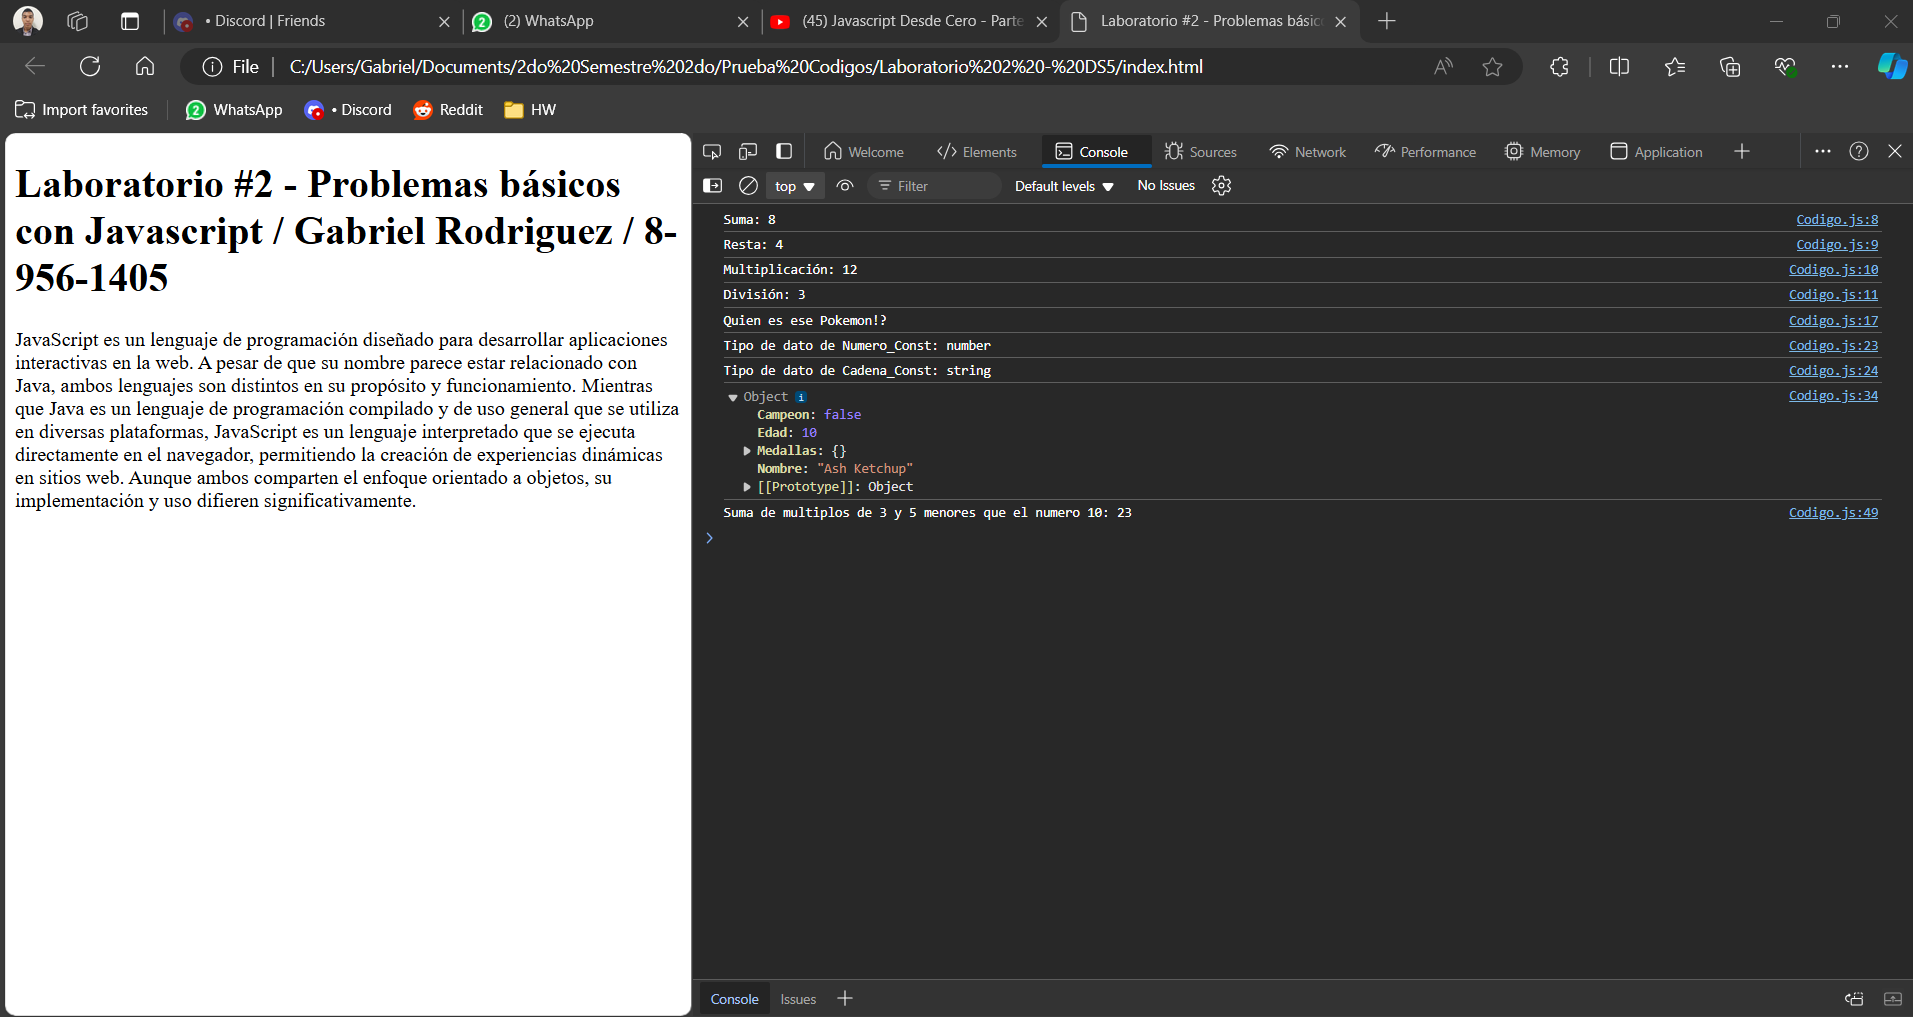 • Discord | Friends
(2) WhatsApp
(45) Javascript Desde Cero - Parte
Laboratorio #2 - Problemas básic
File
C:/Users/Gabriel/Documents/2do%20Semestre%202do/Prueba%20Codigos/Laboratorio%202%20-%20DS5/index.html
Import favorites
2 WhatsApp
• Discord
Reddit
HW
Laboratorio #2 - Problemas básicos
con Javascript / Gabriel Rodriguez / 8-
956-1405
JavaScript es un lenguaje de programación diseñado para desarrollar aplicaciones
interactivas en la web. A pesar de que su nombre parece estar relacionado con
Java, ambos lenguajes son distintos en su propósito y funcionamiento. Mientras
que Java es un lenguaje de programación compilado y de uso general que se utiliza
en diversas plataformas, JavaScript es un lenguaje interpretado que se ejecuta
directamente en el navegador, permitiendo la creación de experiencias dinámicas
en sitios web. Aunque ambos comparten el enfoque orientado a objetos, su
implementación y uso difieren significativamente.
Welcome
Elements
Console
Sources
Network
Performance
Memory
Application
top
Filter
Default levels
No Issues
Suma: 8 Codigo.js:8
Resta: 4 Codigo.js:9
Multiplicación: 12 Codigo.js:10
División: 3 Codigo.js:11
Quien es ese Pokemon!? Codigo.js:17
Tipo de dato de Numero_Const: number Codigo.js:23
Tipo de dato de Cadena_Const: string Codigo.js:24
Object i Codigo.js:34
Campeon: false
Edad: 10
Medallas: {}
Nombre: "Ash Ketchup"
[[Prototype]]: Object
Suma de multiplos de 3 y 5 menores que el numero 10: 23 Codigo.js:49
Console
Issues